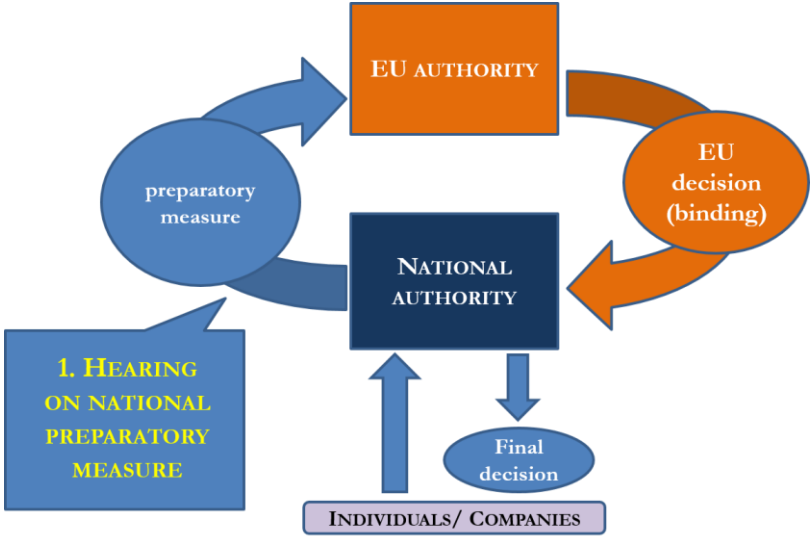 EU AUTHORITY
preparatory
measure
EU
decision
(binding)
NATIONAL
AUTHORITY
1. HEARING
ON NATIONAL
PREPARATORY
MEASURE
Final
decision
INDIVIDUALS/ COMPANIES